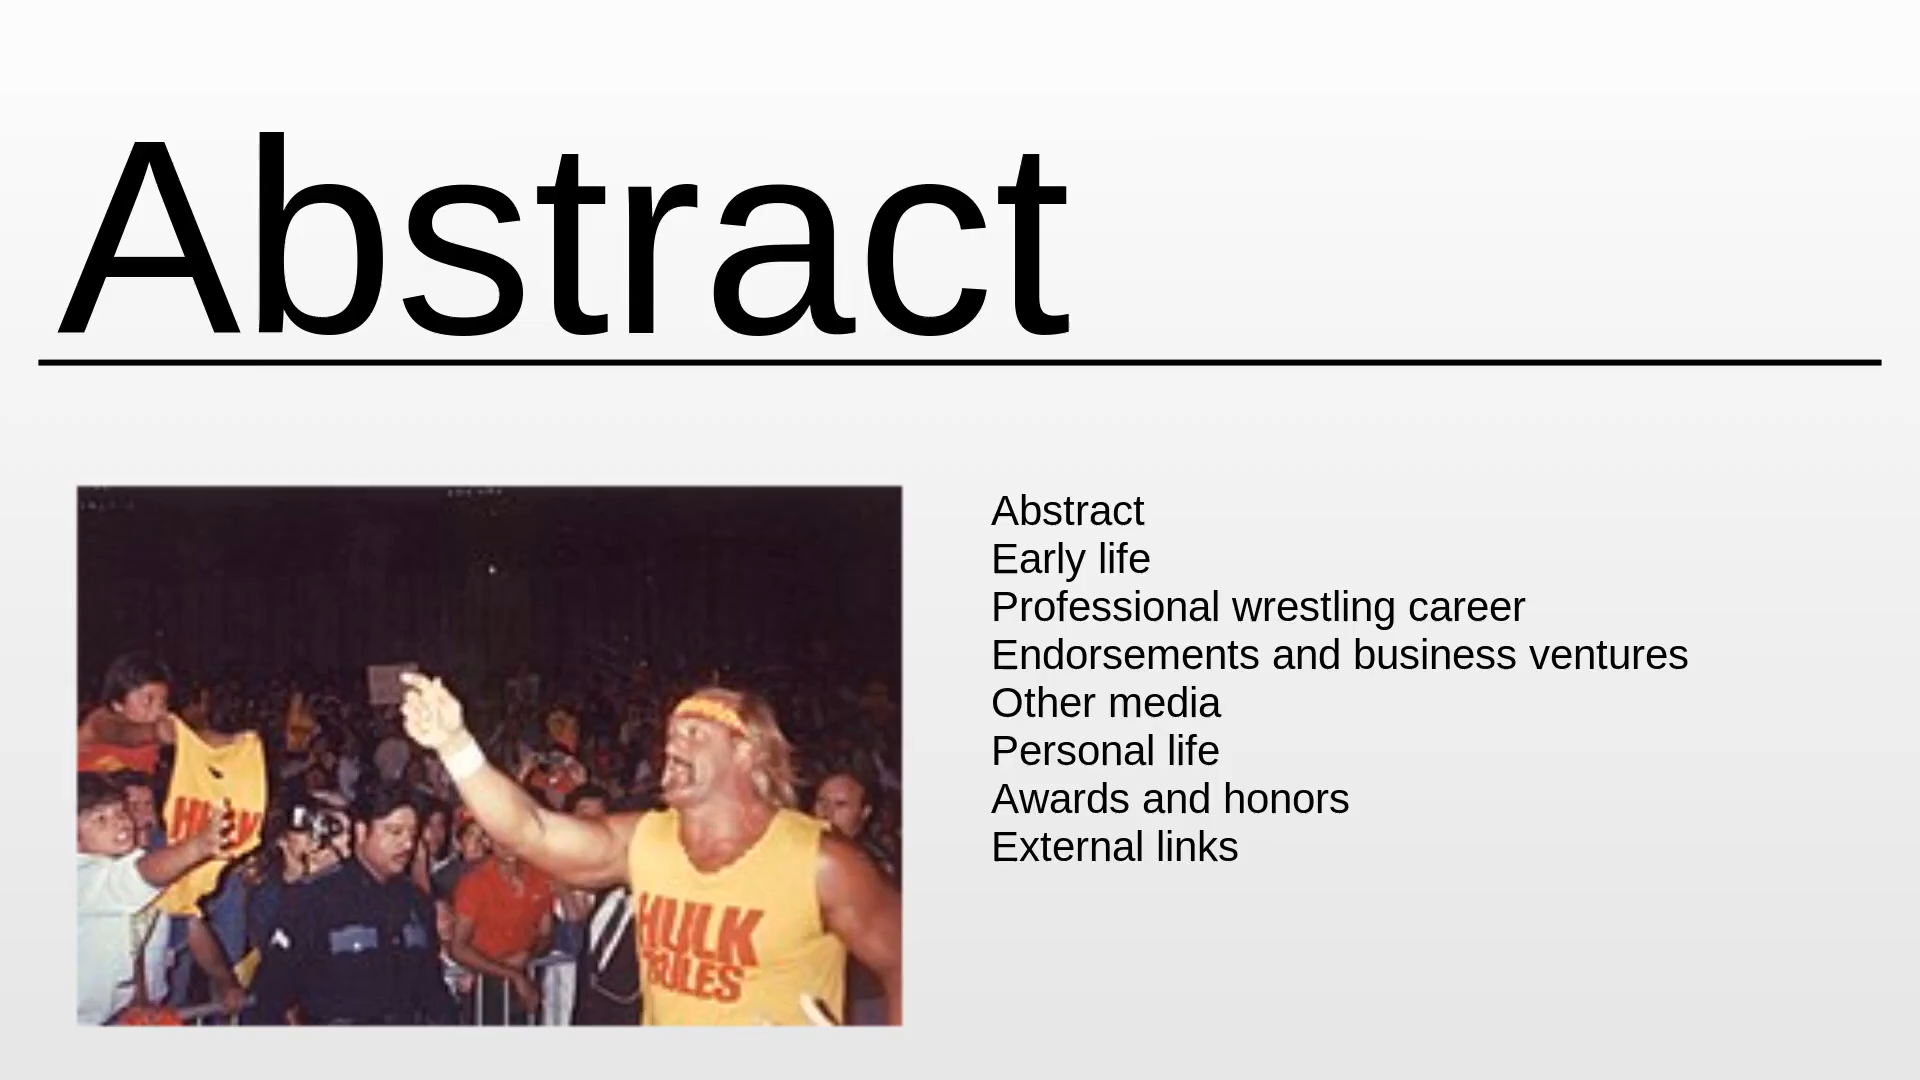 Abstract
Abstract
Early life
Professional wrestling career
Endorsements and business ventures
Other media
Personal life
Awards and honors
External links
HULK
HULK
RULES